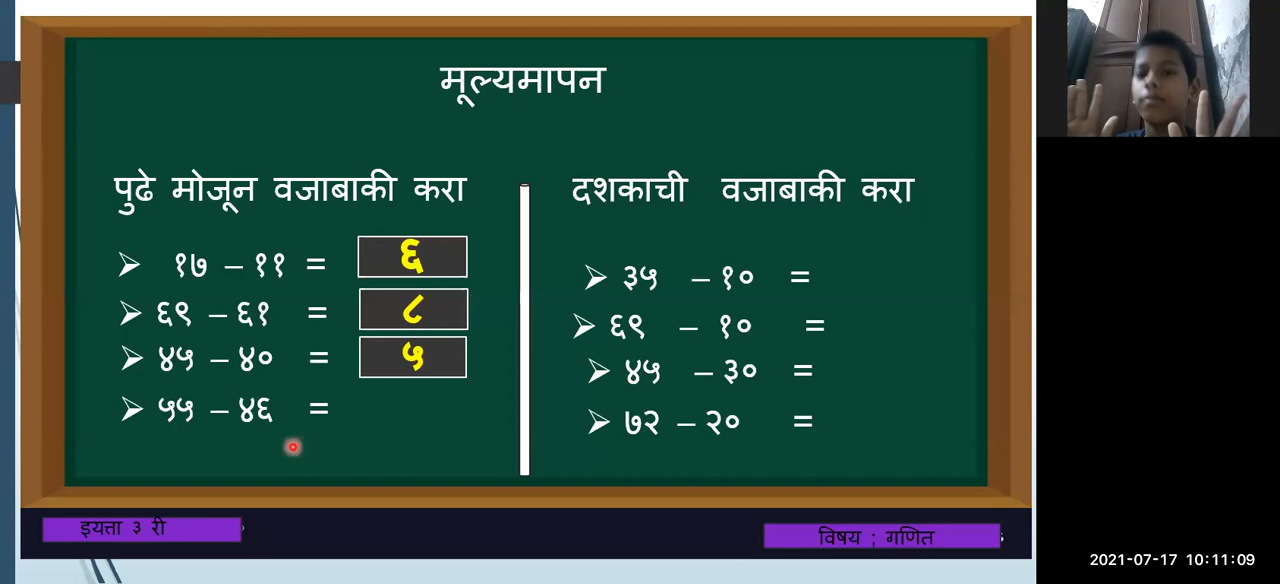 मूल्यमापन
पुढे मोजून वजाबाकी करा
१७ – ११ = ६
६९ – ६१ = ८
४५ – ४० = ५
५५ – ४६ =
दशकाची वजाबाकी करा
३५ – १० =
६९ – १० =
४५ – ३० =
७२ – २० =
इयत्ता ३ री
विषय ; गणित
2021-07-17 10:11:09